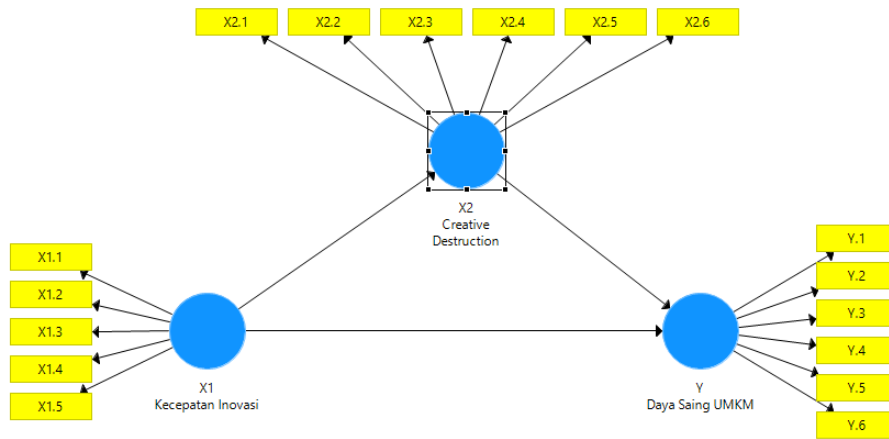 X2.1
X2.2
X2.3
X2.4
X2.5
X2.6
X2
Creative
Destruction
X1.1
X1.2
X1.3
X1.4
X1.5
X1
Kecepatan Inovasi
Y.1
Y.2
Y.3
Y.4
Y.5
Y.6
Y
Daya Saing UMKM